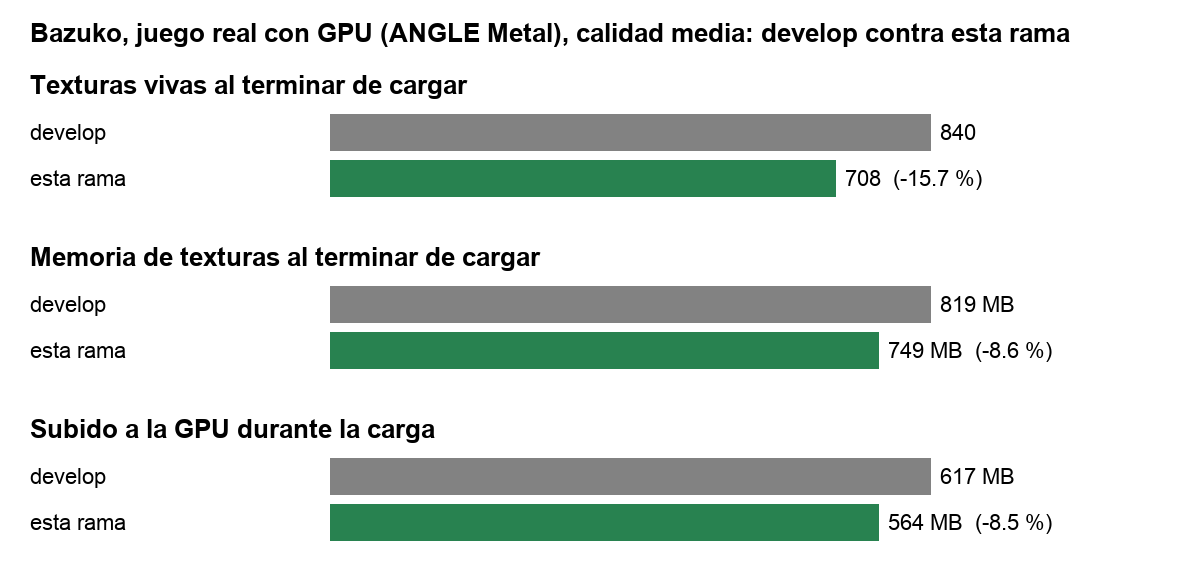 Bazuko, juego real con GPU (ANGLE Metal), calidad media: develop contra esta rama
Texturas vivas al terminar de cargar
develop 840
esta rama 708 (-15.7 %)
Memoria de texturas al terminar de cargar
develop 819 MB
esta rama 749 MB (-8.6 %)
Subido a la GPU durante la carga
develop 617 MB
esta rama 564 MB (-8.5 %)